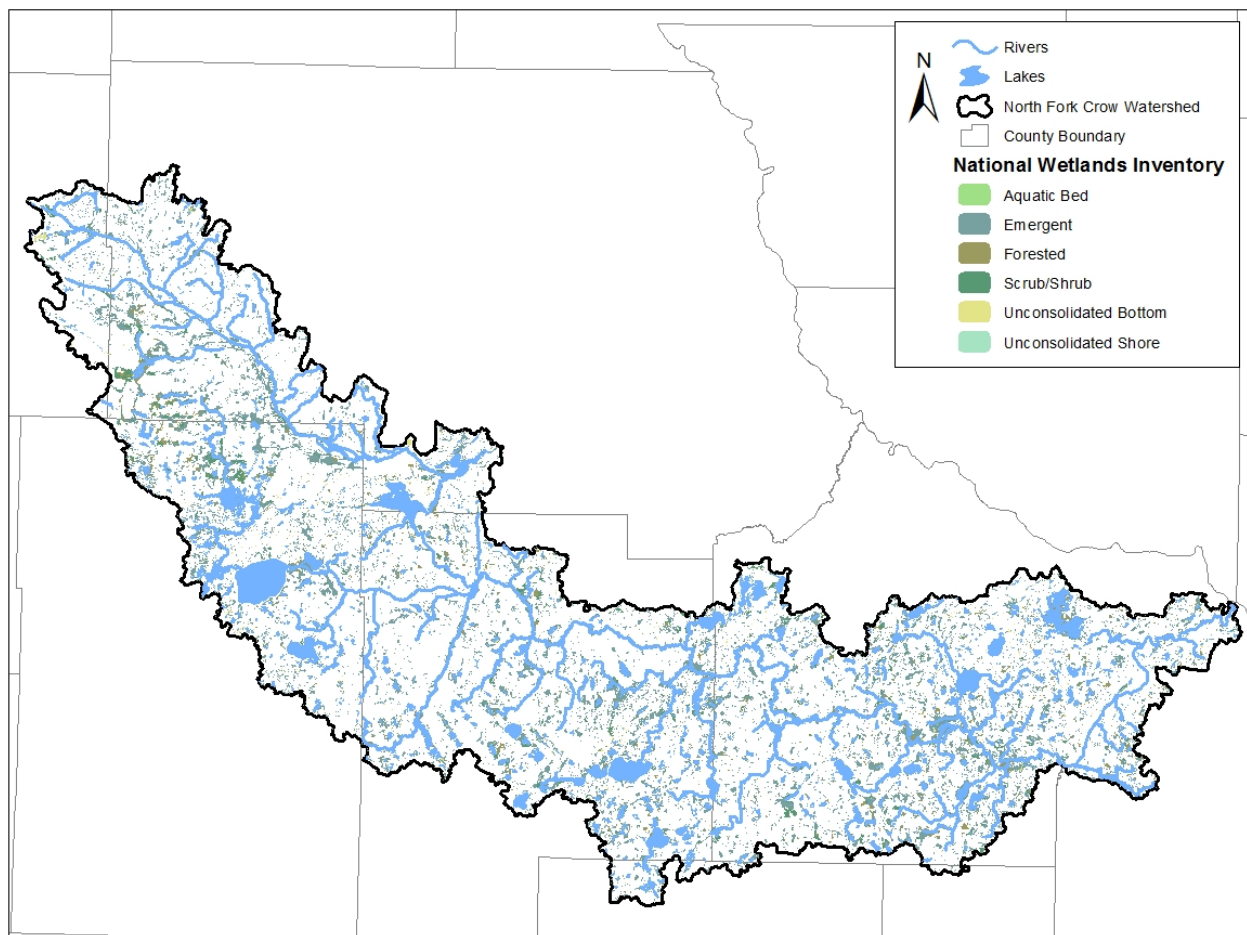 N
Rivers
Lakes
North Fork Crow Watershed
County Boundary
National Wetlands Inventory
Aquatic Bed
Emergent
Forested
Scrub/Shrub
Unconsolidated Bottom
Unconsolidated Shore